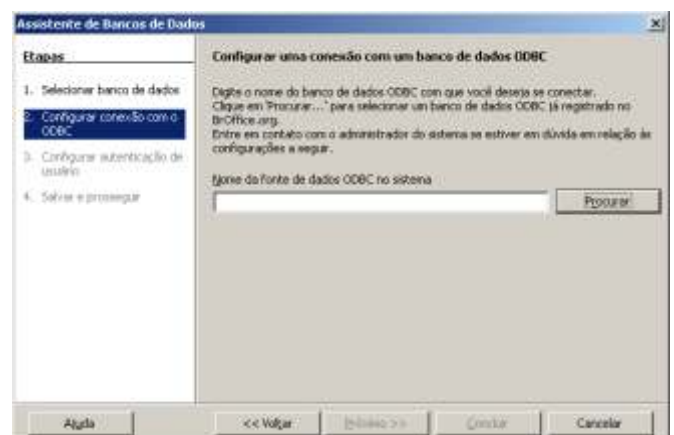 Assistente de Bancos de Dados
Etapas
1. Selecionar banco de dados
2. Configurar conexão com o
ODBC
3. Configurar autenticação de
usuário
4. Salvar e prosseguir
Configurar uma conexão com um banco de dados ODBC
Digite o nome do banco de dados ODBC com que você deseja se conectar.
Clique em 'Procurar...' para selecionar um banco de dados ODBC já registrado no
BrOffice.org.
Entre em contato com o administrador do sistema se estiver em dúvida em relação às
configurações a seguir.
Nome da fonte de dados ODBC no sistema
Procurar
Ajuda
<< Voltar
Próximo >>
Concluir
Cancelar